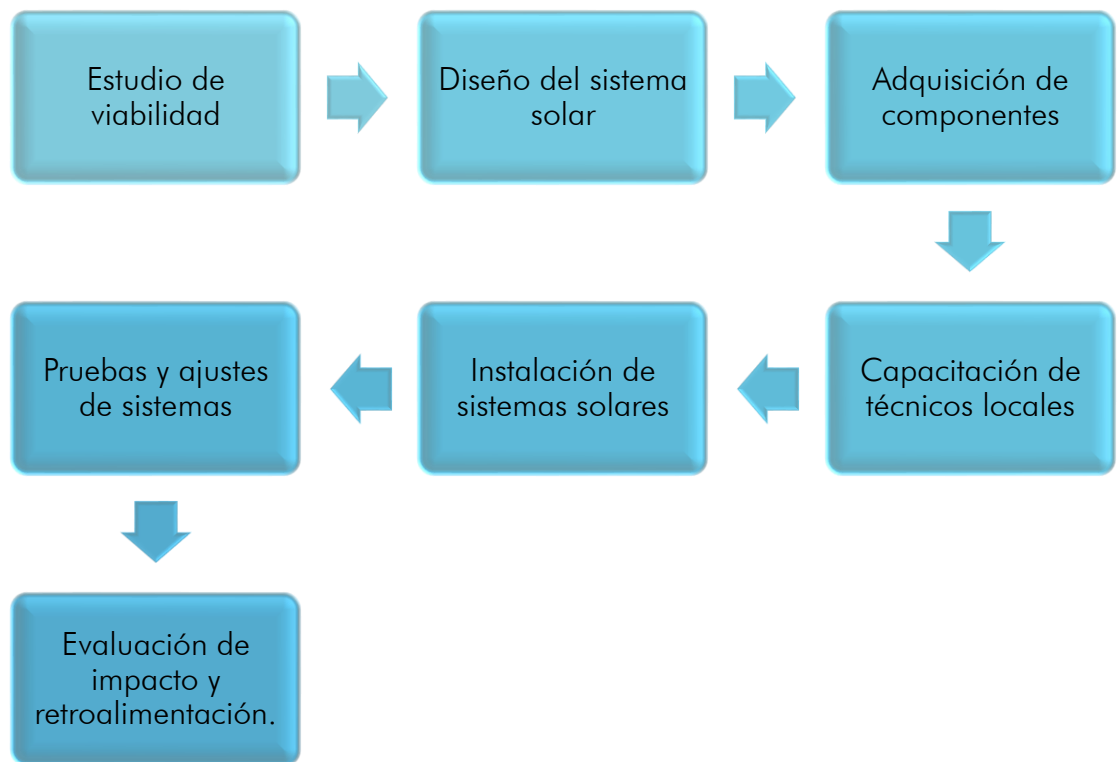 Estudio de
viabilidad
Diseño del sistema
solar
Adquisición de
componentes
Capacitación de
técnicos locales
Instalación de
sistemas solares
Pruebas y ajustes
de sistemas
Evaluación de
impacto y
retroalimentación.